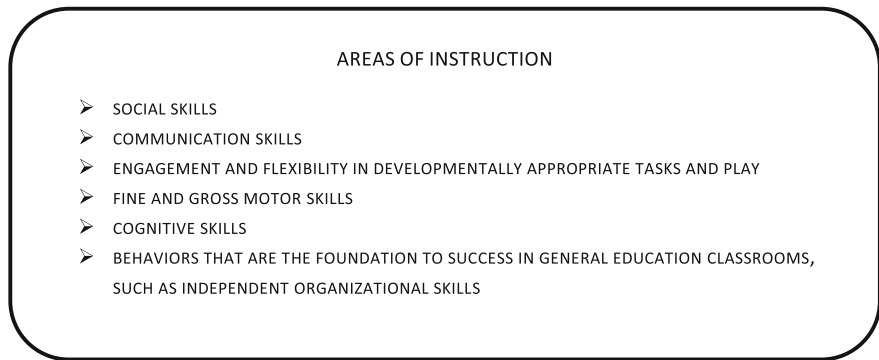 AREAS OF INSTRUCTION
➢ SOCIAL SKILLS
➢ COMMUNICATION SKILLS
➢ ENGAGEMENT AND FLEXIBILITY IN DEVELOPMENTALLY APPROPRIATE TASKS AND PLAY
➢ FINE AND GROSS MOTOR SKILLS
➢ COGNITIVE SKILLS
➢ BEHAVIORS THAT ARE THE FOUNDATION TO SUCCESS IN GENERAL EDUCATION CLASSROOMS,
SUCH AS INDEPENDENT ORGANIZATIONAL SKILLS